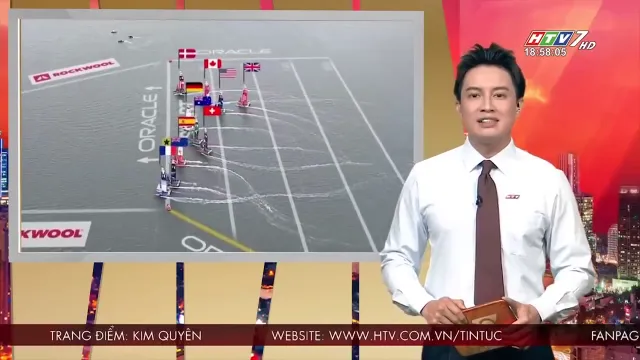 HTV7 HD
18:58:05
ORACLE
ROCKWOOL
ORACLE
ROCKWOOL
HTV
TRANG ĐIỂM: KIM QUYÊN WEBSITE: WWW.HTV.COM.VN/TINTUC FANPAG